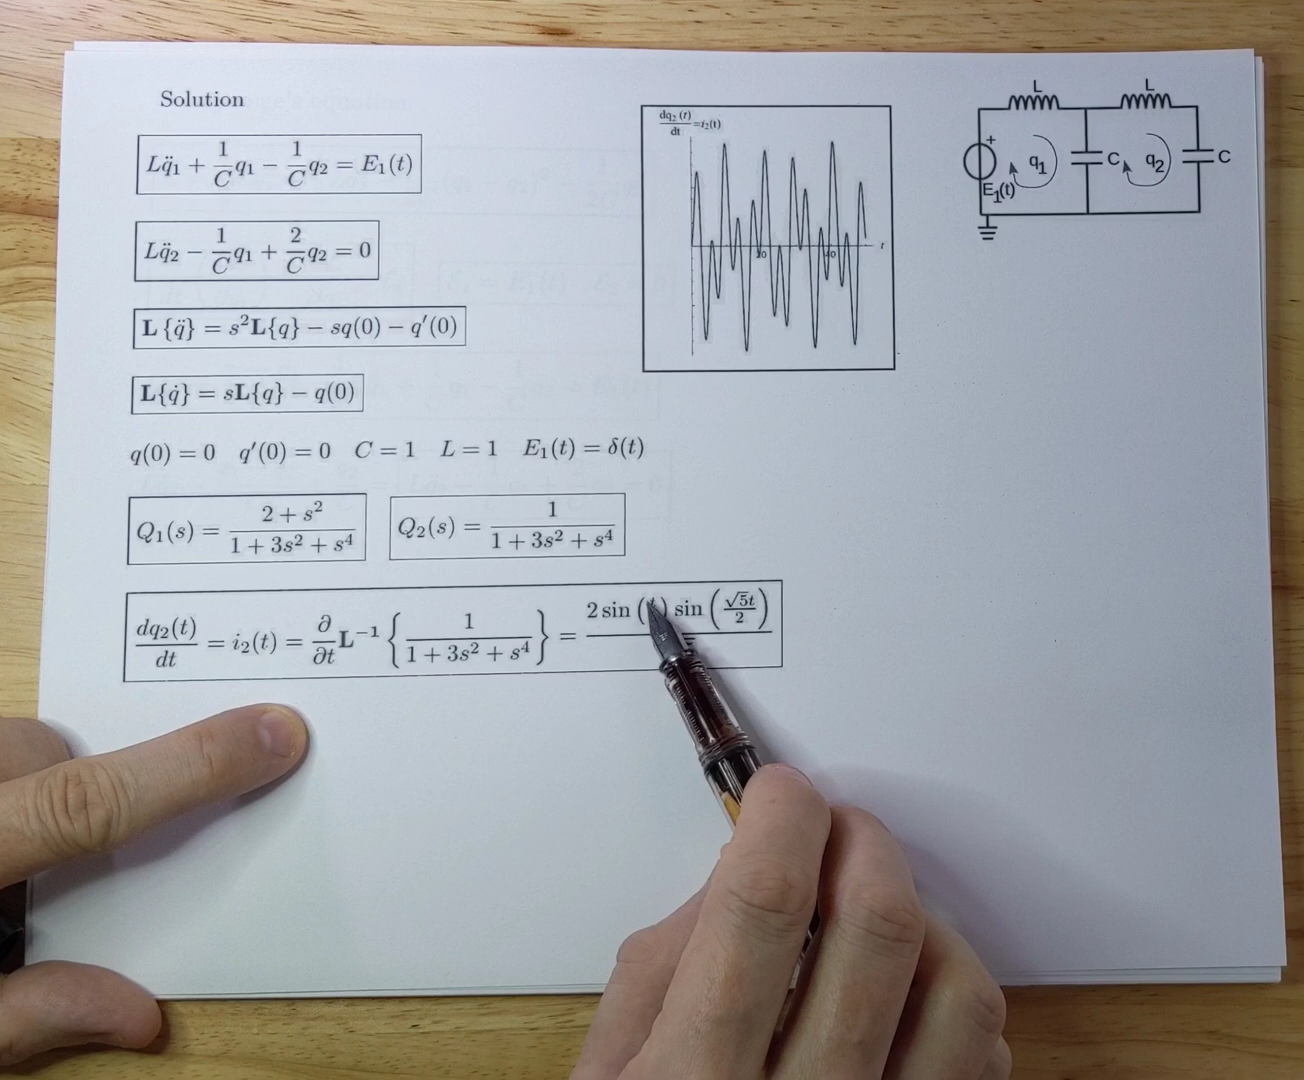 Solution
Lq̈₁ + 1/C q₁ − 1/C q₂ = E₁(t)
Lq̈₂ − 1/C q₁ + 2/C q₂ = 0
L{q̈} = s²L{q} − sq(0) − q′(0)
L{q̇} = sL{q} − q(0)
q(0) = 0 q′(0) = 0 C = 1 L = 1 E₁(t) = δ(t)
Q₁(s) = (2 + s²)/(1 + 3s² + s⁴) Q₂(s) = 1/(1 + 3s² + s⁴)
dq₂(t)/dt = i₂(t) = ∂/∂t L⁻¹{1/(1 + 3s² + s⁴)} = 2 sin ( ) sin (√5t/2)
dq₂(t)/dt = i₂(t)
20 40 t
L L
+ q₁ C q₂ C
E₁(t)